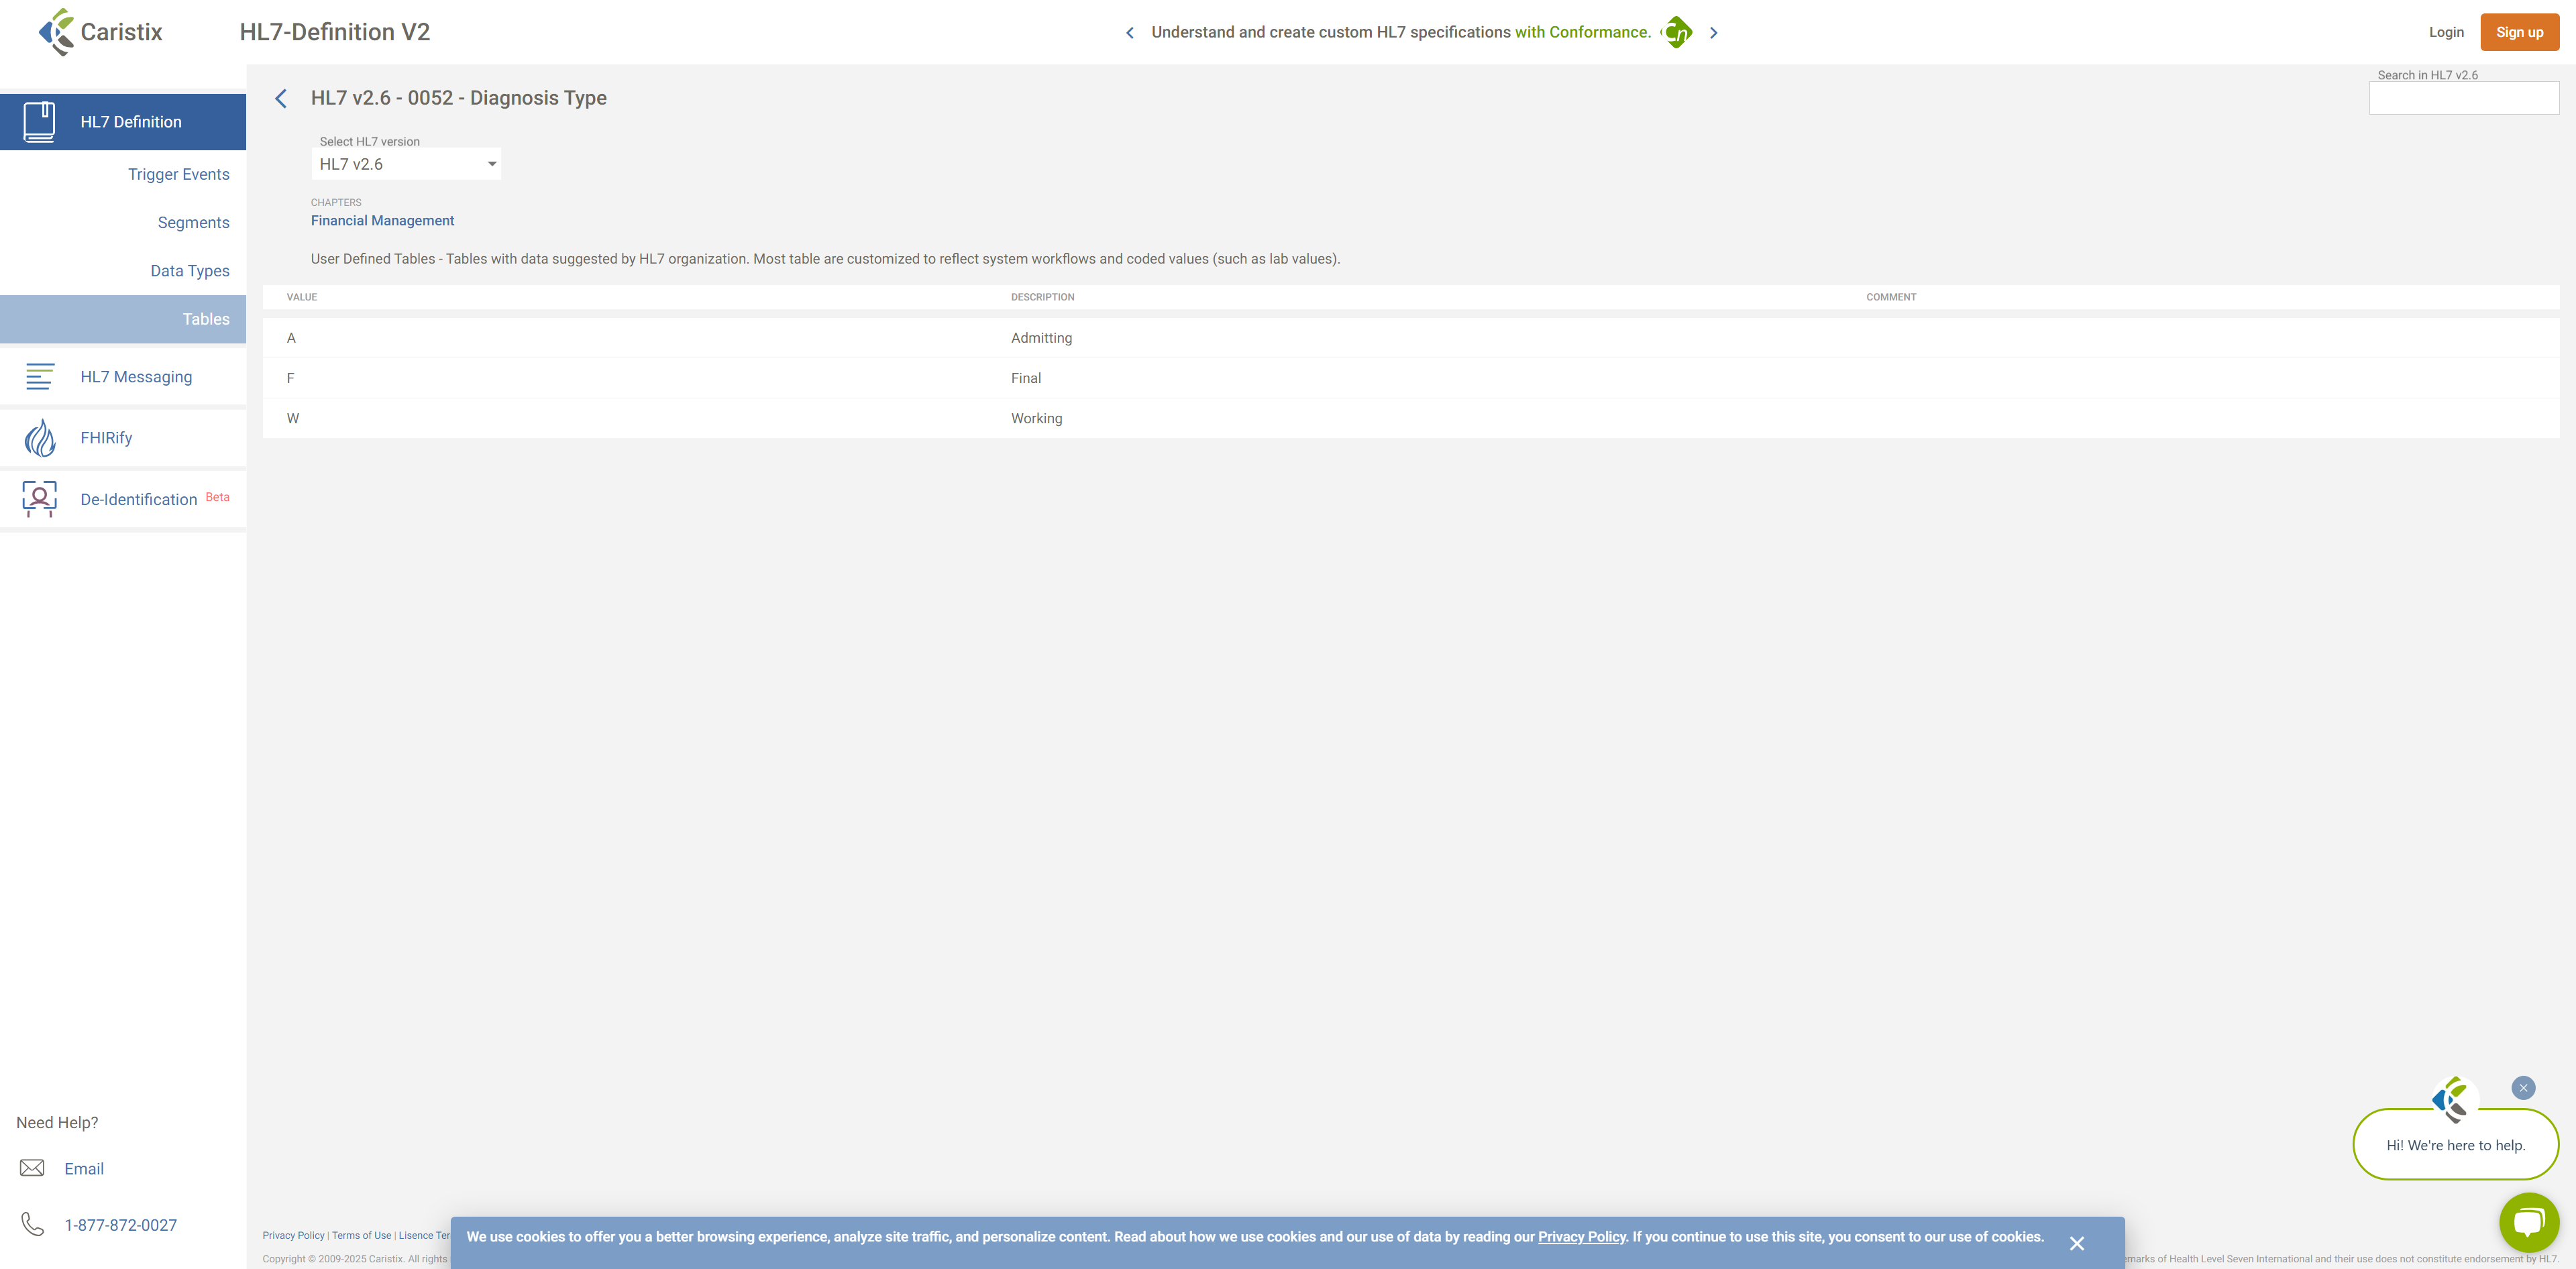 Caristix
HL7-Definition V2
Understand and create custom HL7 specifications with Conformance.
Cn
Login
Sign up
HL7 Definition
Trigger Events
Segments
Data Types
Tables
HL7 Messaging
FHIRify
De-Identification Beta
Need Help?
Email
1-877-872-0027
HL7 v2.6 - 0052 - Diagnosis Type
Search in HL7 v2.6
Select HL7 version
HL7 v2.6
CHAPTERS
Financial Management
User Defined Tables - Tables with data suggested by HL7 organization. Most table are customized to reflect system workflows and coded values (such as lab values).
VALUE DESCRIPTION COMMENT
A Admitting
F Final
W Working
Hi! We're here to help.
Privacy Policy | Terms of Use | Lisence Ter
We use cookies to offer you a better browsing experience, analyze site traffic, and personalize content. Read about how we use cookies and our use of data by reading our Privacy Policy. If you continue to use this site, you consent to our use of cookies.
Copyright © 2009-2025 Caristix. All rights
emarks of Health Level Seven International and their use does not constitute endorsement by HL7.